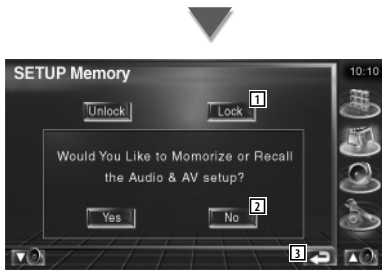 SETUP Memory
10:10
Unlock
Lock
1
Would You Like to Momorize or Recall
the Audio & AV setup?
Yes
No
2
3